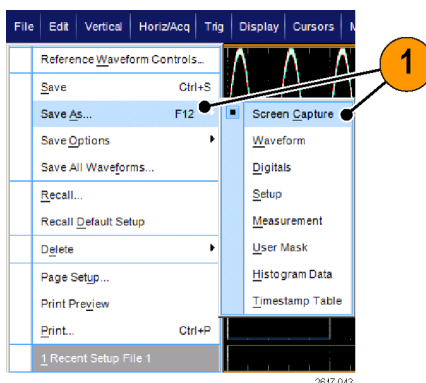 File Edit Vertical Horiz/Acq Trig Display Cursors
Reference Waveform Controls...
Save Ctrl+S
Save As... F12
Save Options
Save All Waveforms...
Recall...
Recall Default Setup
Delete
Page Setup...
Print Preview
Print... Ctrl+P
1 Recent Setup File 1
Screen Capture
Waveform
Digitals
Setup
Measurement
User Mask
Histogram Data
Timestamp Table
1
2617-043